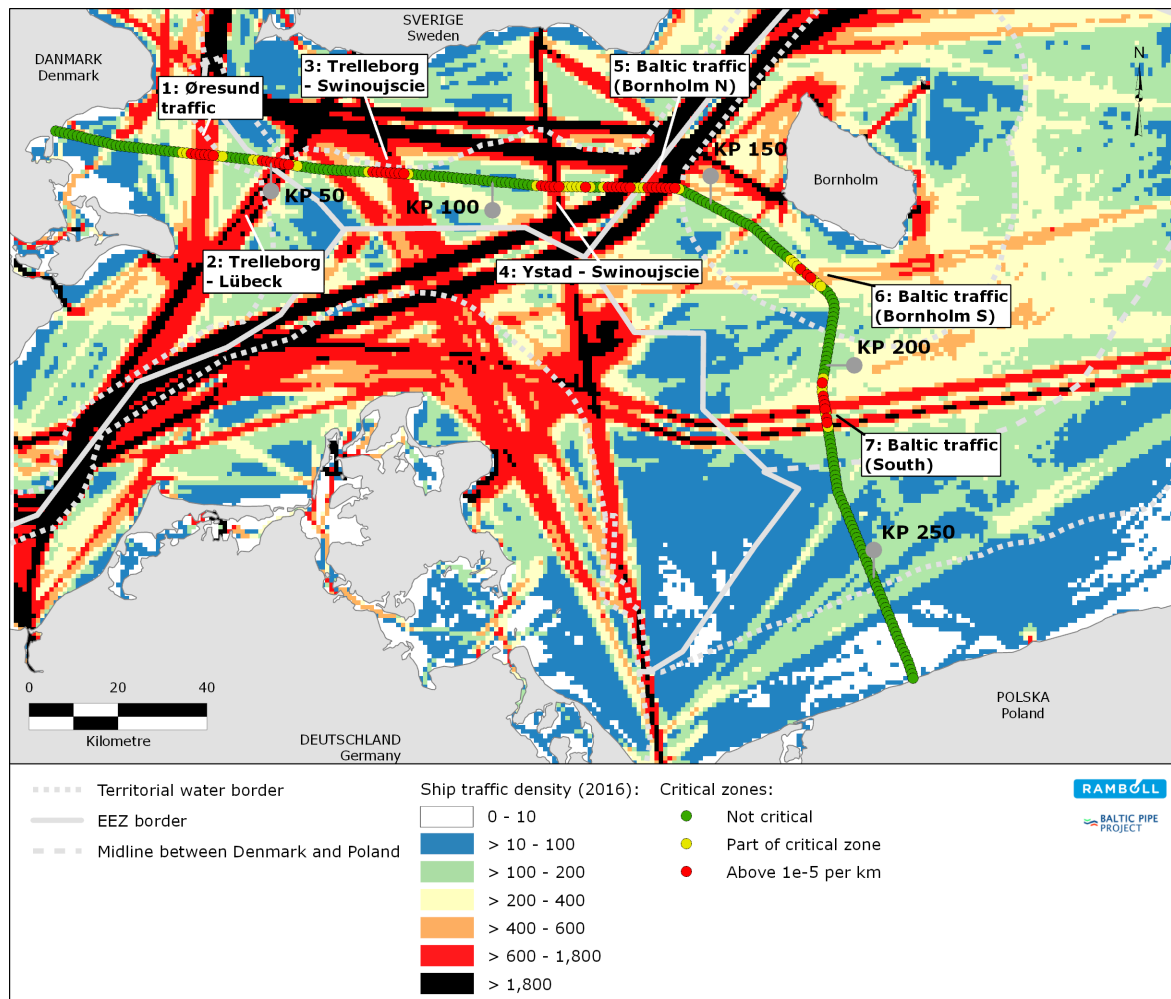 SVERIGE
Sweden
DANMARK
Denmark
3: Trelleborg
- Swinoujscie
5: Baltic traffic
(Bornholm N)
1: Øresund
traffic
N
KP 150
Bornholm
KP 50
KP 100
2: Trelleborg
- Lübeck
4: Ystad - Swinoujscie
6: Baltic traffic
(Bornholm S)
KP 200
7: Baltic traffic
(South)
KP 250
0 20 40
Kilometre
POLSKA
Poland
DEUTSCHLAND
Germany
Territorial water border
EEZ border
Midline between Denmark and Poland
Ship traffic density (2016):
0 - 10
> 10 - 100
> 100 - 200
> 200 - 400
> 400 - 600
> 600 - 1,800
> 1,800
Critical zones:
Not critical
Part of critical zone
Above 1e-5 per km
RAMBOLL
BALTIC PIPE
PROJECT